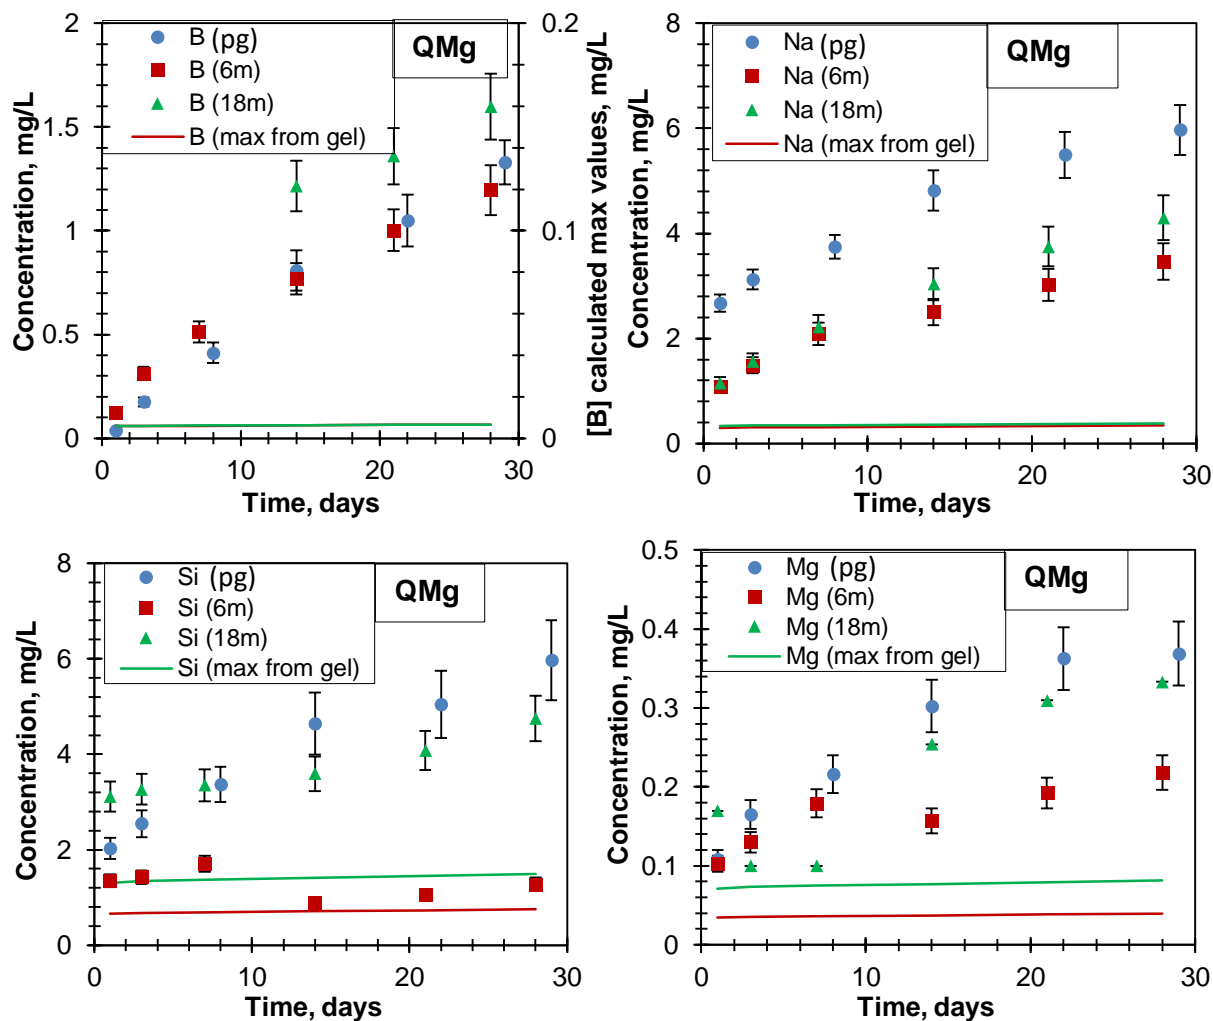 2
1.5
1
0.5
0
0.2
0.1
0
0
10
20
30
Concentration, mg/L
[B] calculated max values, mg/L
Time, days
B (pg)
B (6m)
B (18m)
B (max from gel)
QMg
8
6
4
2
0
0
10
20
30
Concentration, mg/L
Time, days
Na (pg)
Na (6m)
Na (18m)
Na (max from gel)
QMg
8
6
4
2
0
0
10
20
30
Concentration, mg/L
Time, days
Si (pg)
Si (6m)
Si (18m)
Si (max from gel)
QMg
0.5
0.4
0.3
0.2
0.1
0
0
10
20
30
Concentration, mg/L
Time, days
Mg (pg)
Mg (6m)
Mg (18m)
Mg (max from gel)
QMg